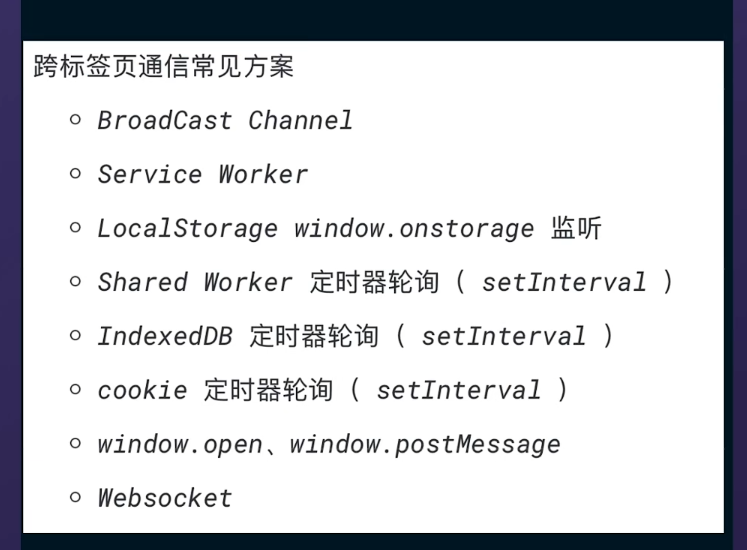 跨标签页通信常见方案
BroadCast Channel
Service Worker
LocalStorage window.onstorage 监听
Shared Worker 定时器轮询（ setInterval ）
IndexedDB 定时器轮询（ setInterval ）
cookie 定时器轮询（ setInterval ）
window.open、window.postMessage
Websocket